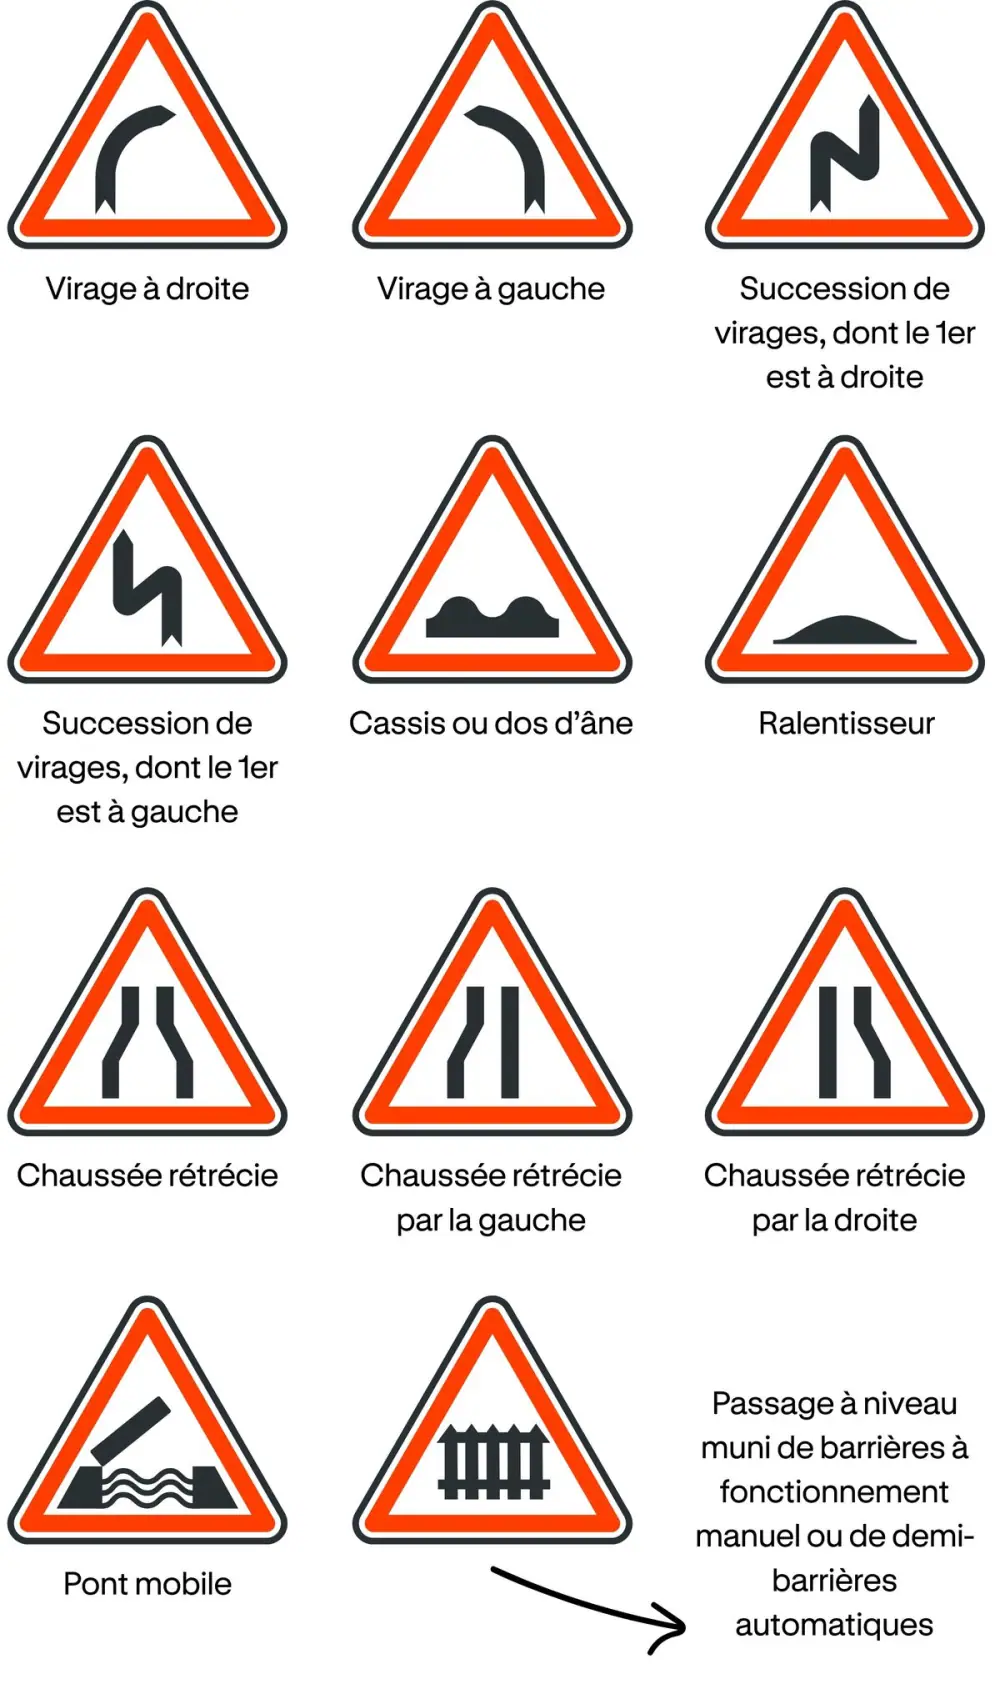 Virage à droite
Virage à gauche
Succession de
virages, dont le 1er
est à droite
Succession de
virages, dont le 1er
est à gauche
Cassis ou dos d’âne
Ralentisseur
Chaussée rétrécie
Chaussée rétrécie
par la gauche
Chaussée rétrécie
par la droite
Pont mobile
Passage à niveau
muni de barrières à
fonctionnement
manuel ou de demi-
barrières
automatiques